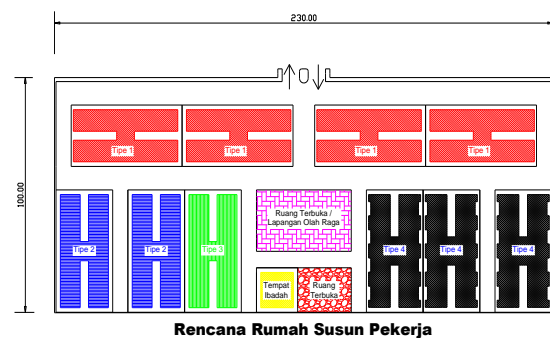 230.00
100.00
Tipe 1
Tipe 1
Tipe 1
Tipe 1
Tipe 2
Tipe 2
Tipe 3
Ruang Terbuka /
Lapangan Olah Raga
Tipe 4
Tipe 4
Tipe 4
Tempat
Ibadah
Ruang
Terbuka
Rencana Rumah Susun Pekerja